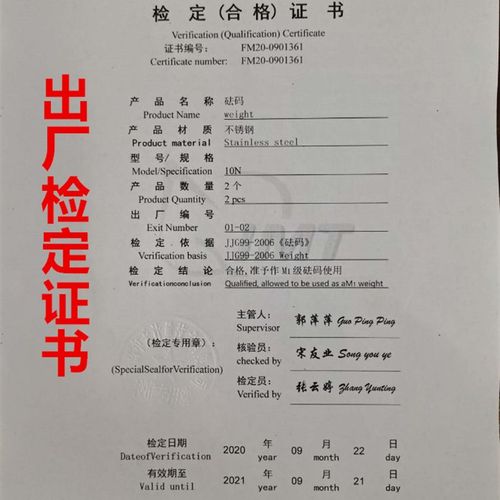 检 定 (合 格) 证 书
Verification (Qualification) Certificate
证书编号: FM20-0901361
Certificate number: FM20-0901361
出厂检定证书
产 品 名 称 砝码
Product Name weight
产 品 材 质 不锈钢
Product material Stainless steel
型 号/ 规 格
Model/Specification 10N
产 品 数 量 2 个
Product Quantity 2 pcs
出 厂 编 号
Exit Number 01-02
检 定 依 据 JJG99-2006《砝码》
Verification basis JJG99-2006 Weight
检 定 结 论 合格,准予作 M1 级砝码使用
Verificationconclusion Qualified, allowed to be used as aM1 weight
主管人: 郭萍萍 Guo Ping Ping
Supervisor
(检定专用章): 核验员: 宋友业 Song you ye
(SpecialSealforVerification) checked by
检定员: 张云婷 Zhang Yunting
Verified by
检定日期 2020 年 09 月 22 日
DateofVerification year month day
有效期至 2021 年 09 月 21 日
Valid until year month day